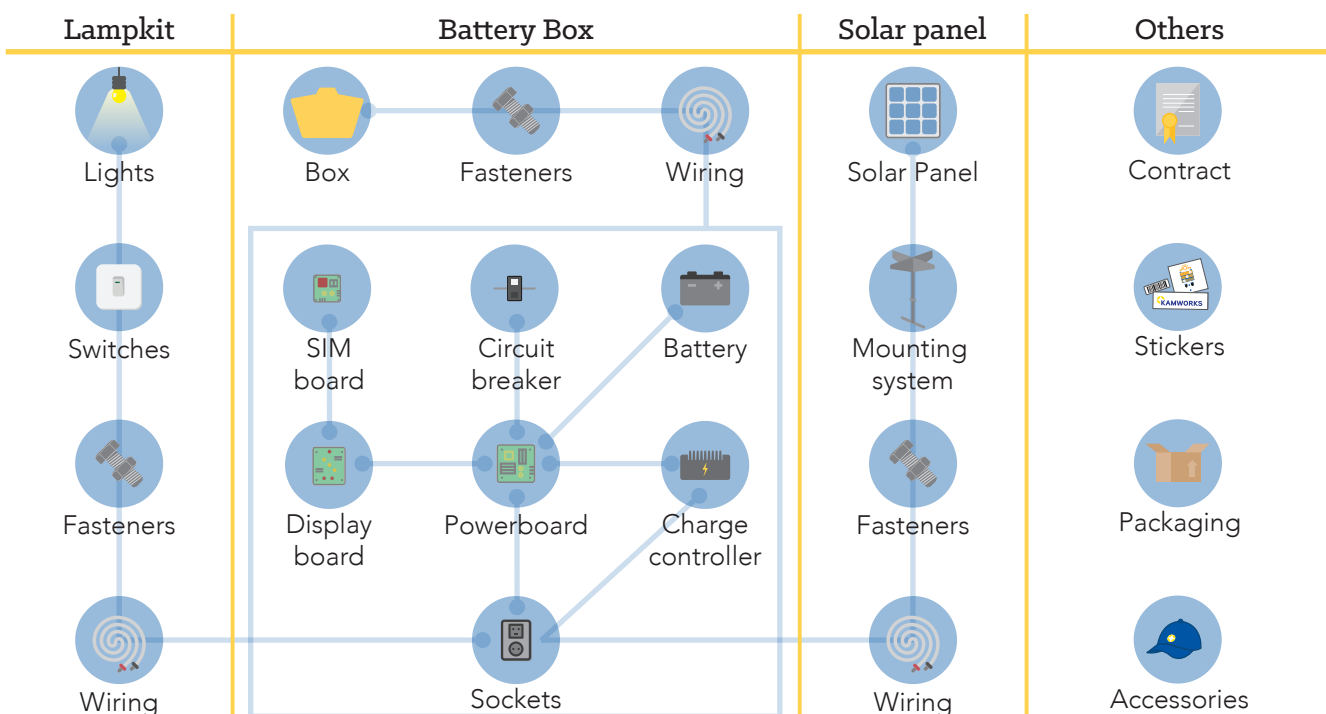 Lampkit
Battery Box
Solar panel
Others
Lights
Box
Fasteners
Wiring
Solar Panel
Contract
Switches
SIM
board
Circuit
breaker
Battery
Mounting
system
KAMWORKS
Stickers
Fasteners
Display
board
Powerboard
Charge
controller
Fasteners
Packaging
Wiring
Sockets
Wiring
Accessories